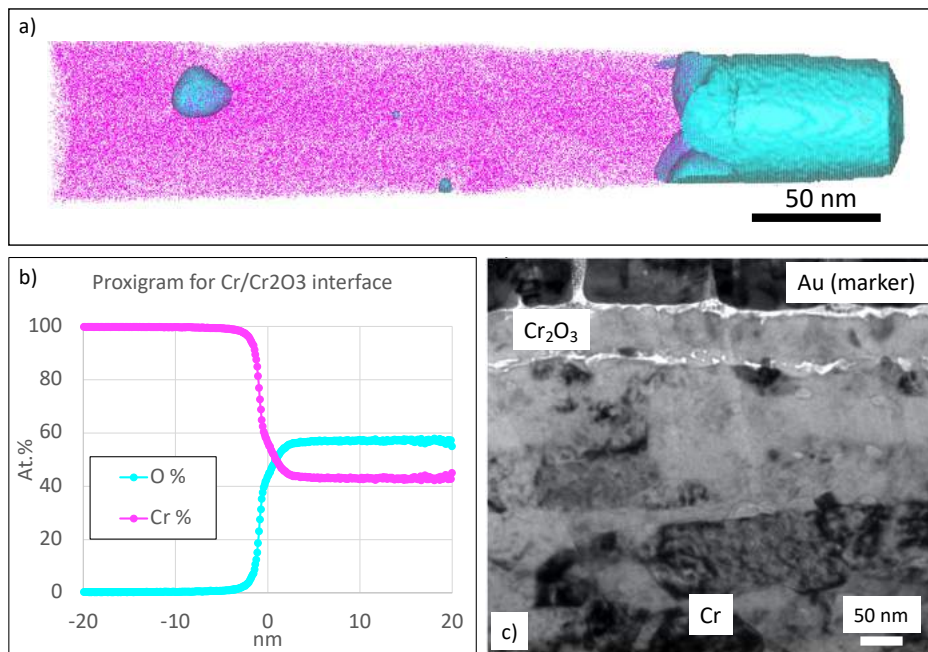 a)
50 nm
b)
Proxigram for Cr/Cr2O3 interface
100
80
60
40
20
0
At.%
O %
Cr %
-20
-10
0
10
20
nm
Au (marker)
Cr₂O₃
Cr
c)
50 nm